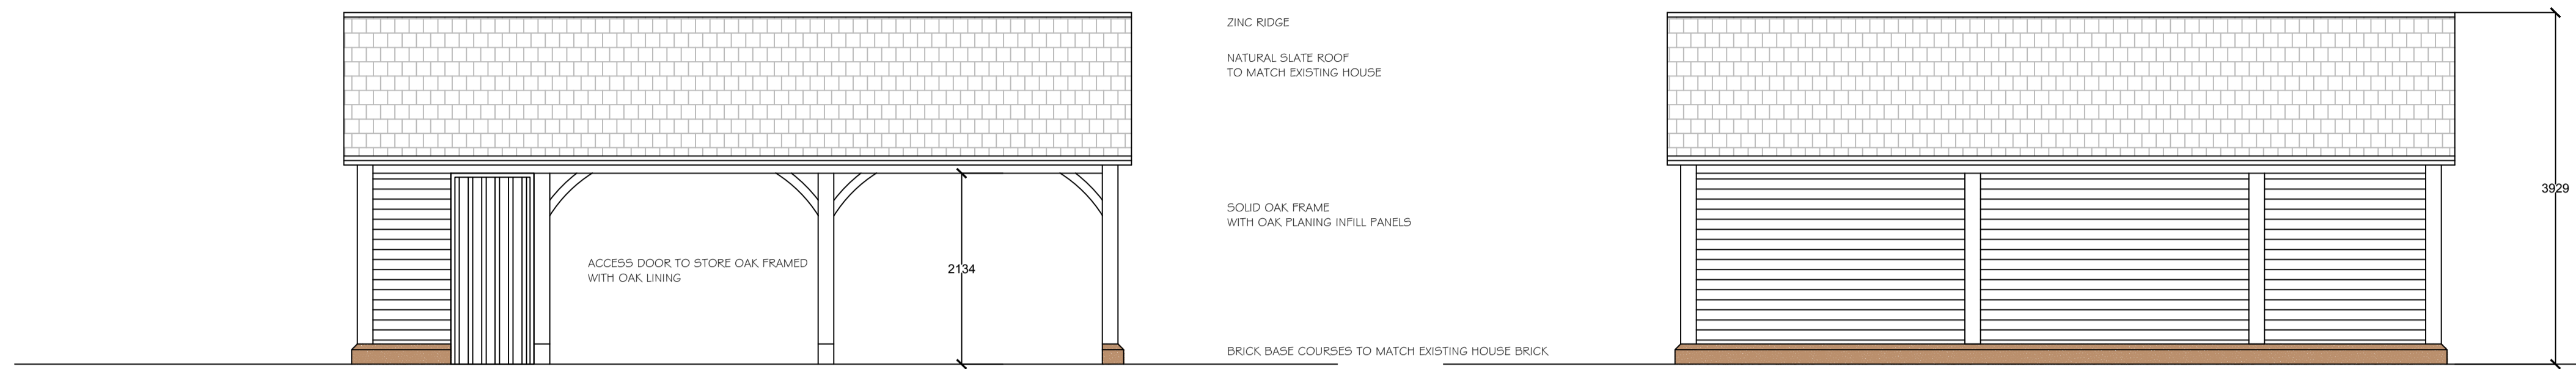 ZINC RIDGE
NATURAL SLATE ROOF
TO MATCH EXISTING HOUSE
3929
SOLID OAK FRAME
WITH OAK PLANING INFILL PANELS
ACCESS DOOR TO STORE OAK FRAMED
WITH OAK LINING
2134
BRICK BASE COURSES TO MATCH EXISTING HOUSE BRICK